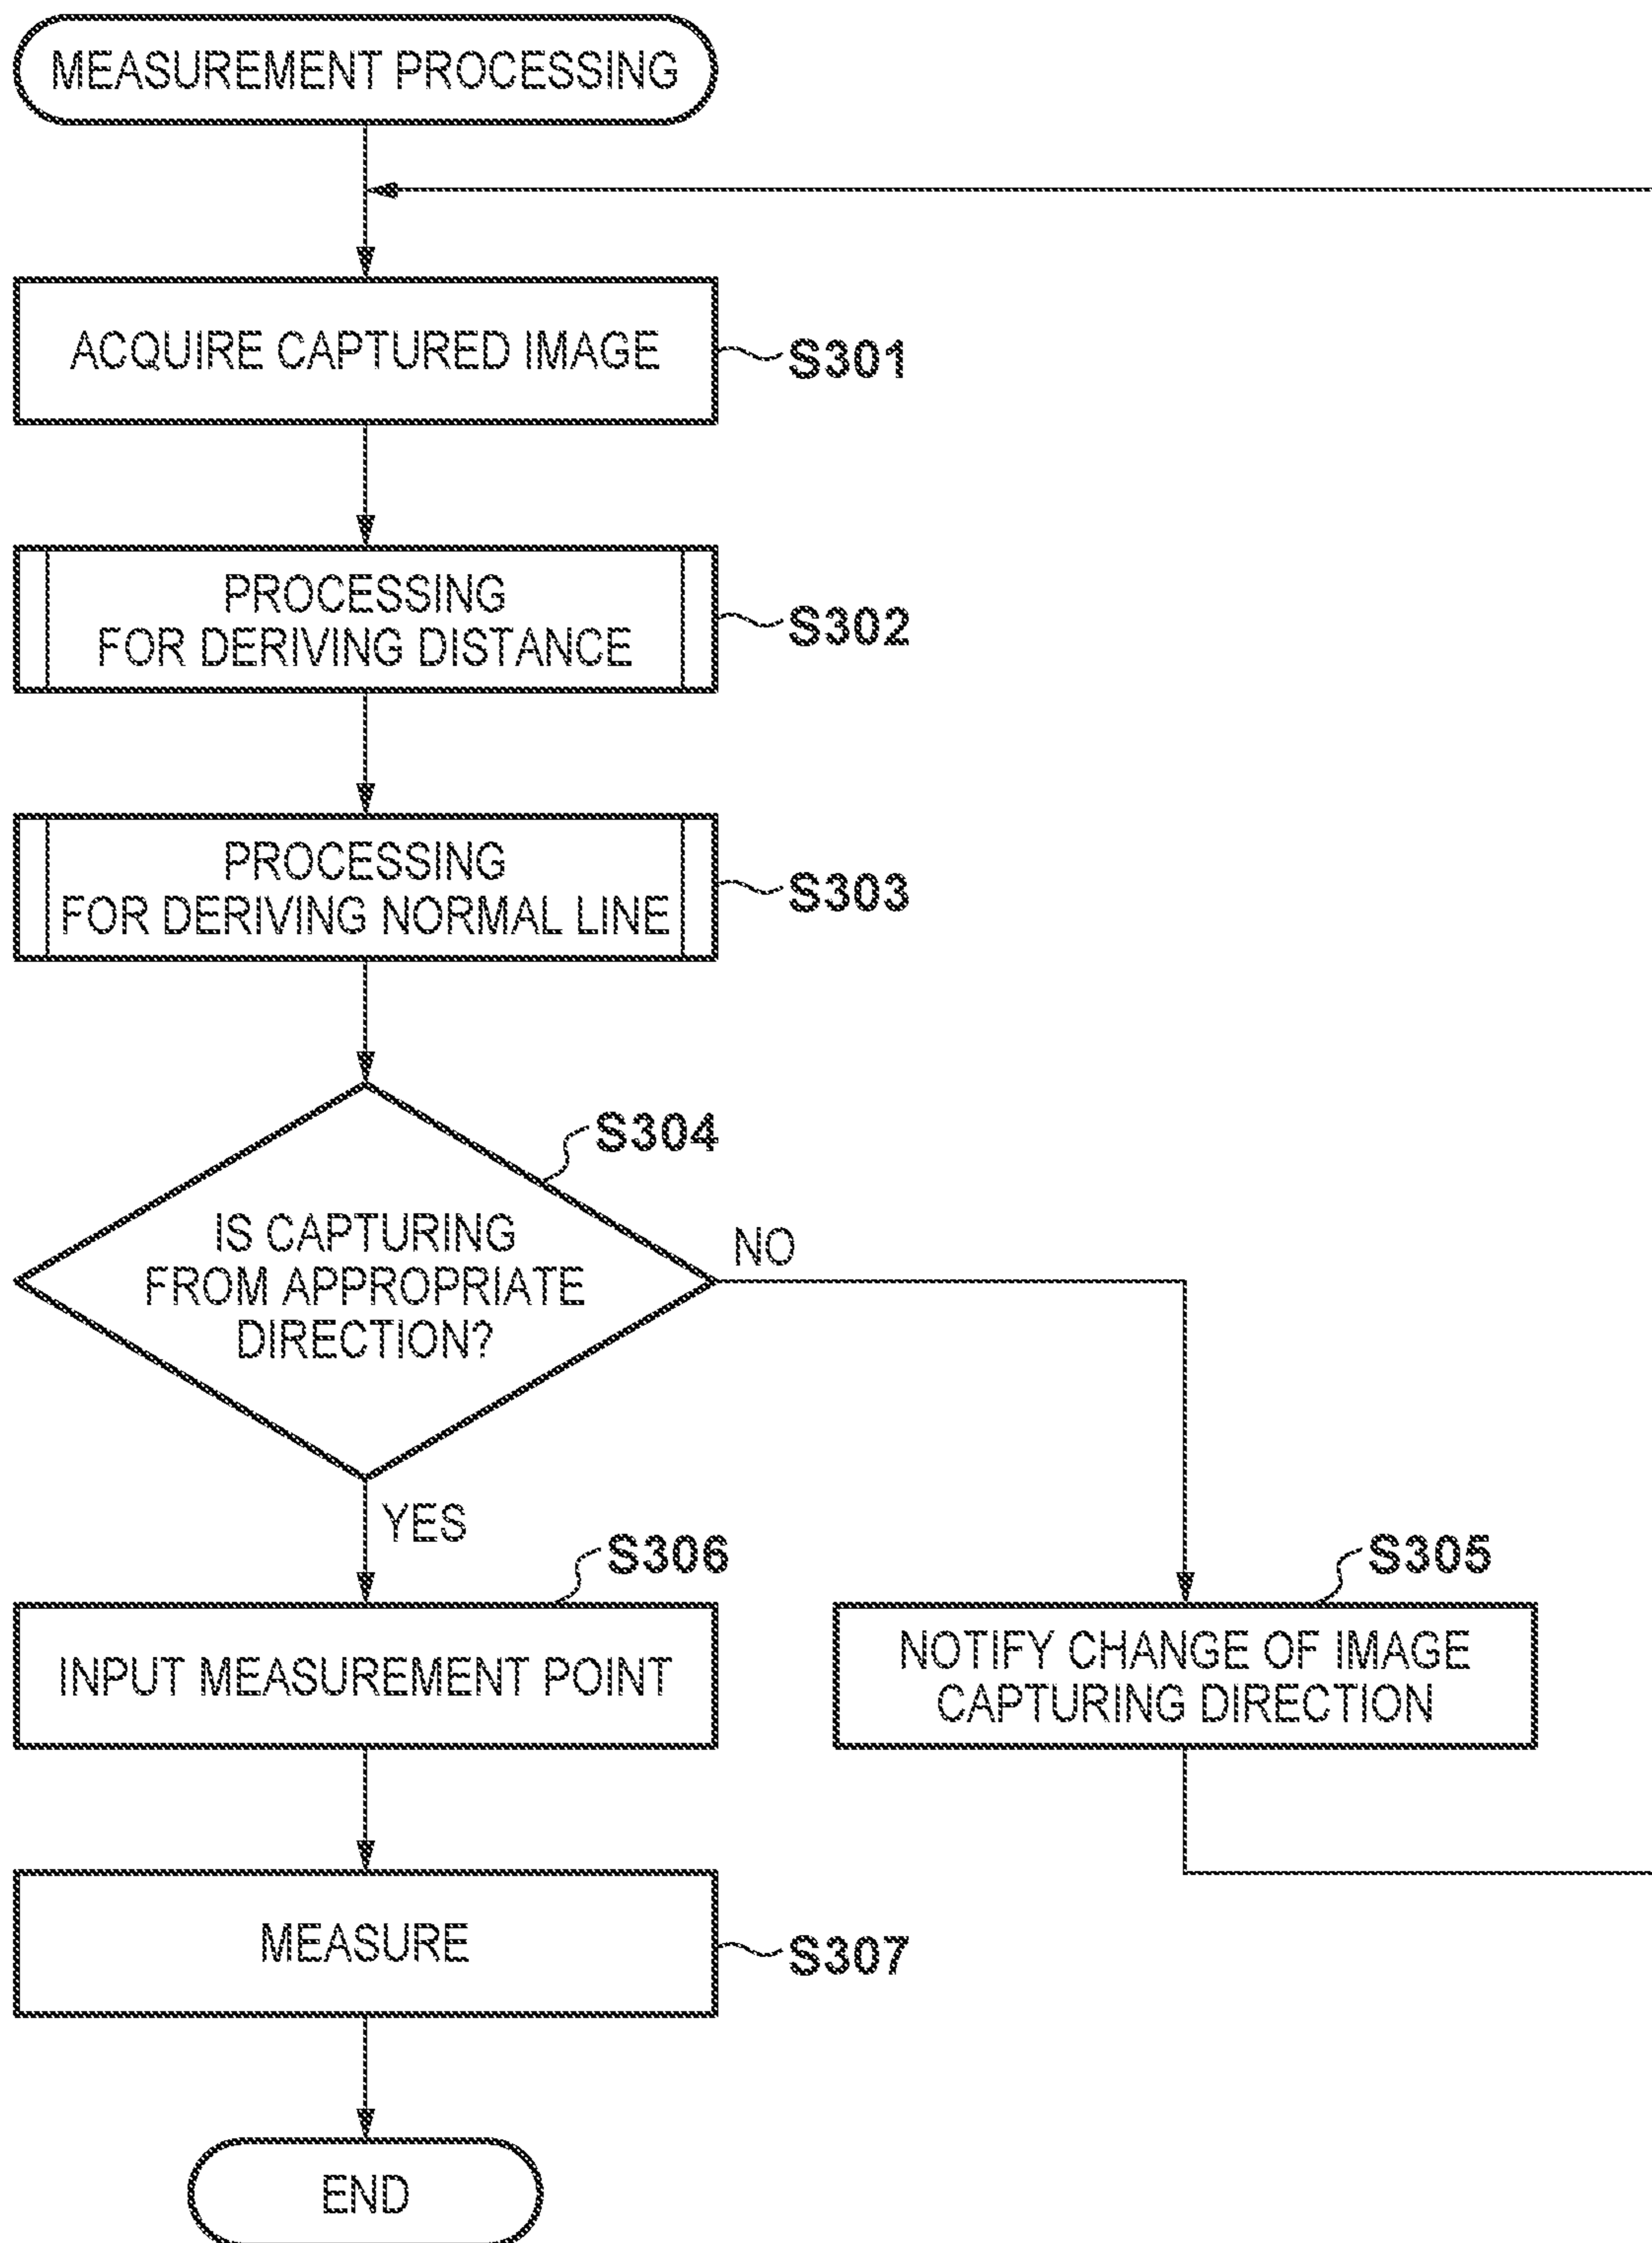 MEASUREMENT PROCESSING
ACQUIRE CAPTURED IMAGE
S301
PROCESSING
FOR DERIVING DISTANCE
S302
PROCESSING
FOR DERIVING NORMAL LINE
S303
S304
IS CAPTURING
FROM APPROPRIATE
DIRECTION?
NO
YES
S306
INPUT MEASUREMENT POINT
S305
NOTIFY CHANGE OF IMAGE
CAPTURING DIRECTION
MEASURE
S307
END